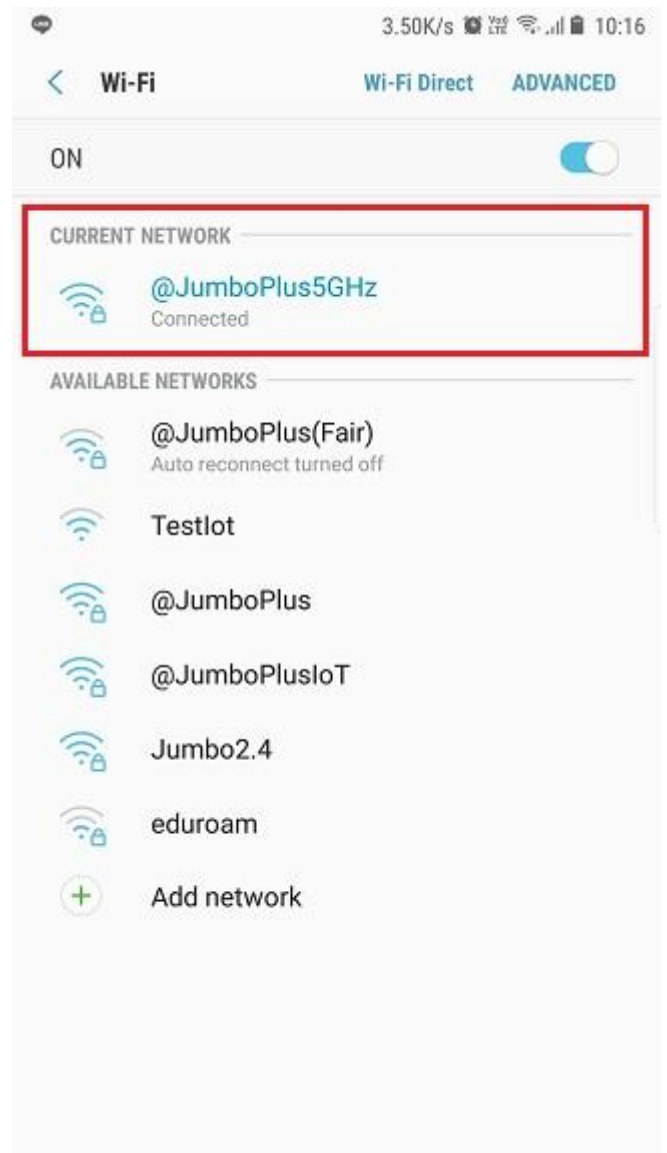 3.50K/s 10:16
Wi-Fi Wi-Fi Direct ADVANCED
ON
CURRENT NETWORK
@JumboPlus5GHz
Connected
AVAILABLE NETWORKS
@JumboPlus(Fair)
Auto reconnect turned off
TestIot
@JumboPlus
@JumboPlusIoT
Jumbo2.4
eduroam
Add network